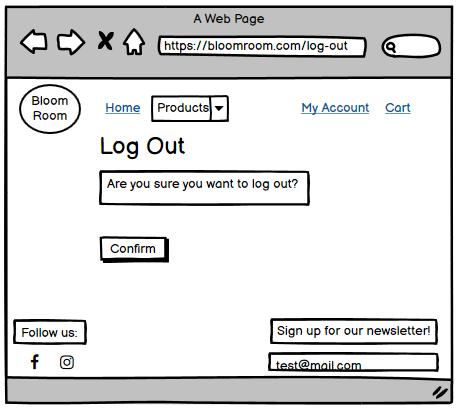 A Web Page
https://bloomroom.com/log-out
Bloom
Room
Home Products My Account Cart
Log Out
Are you sure you want to log out?
Confirm
Follow us:
Sign up for our newsletter!
test@mail.com